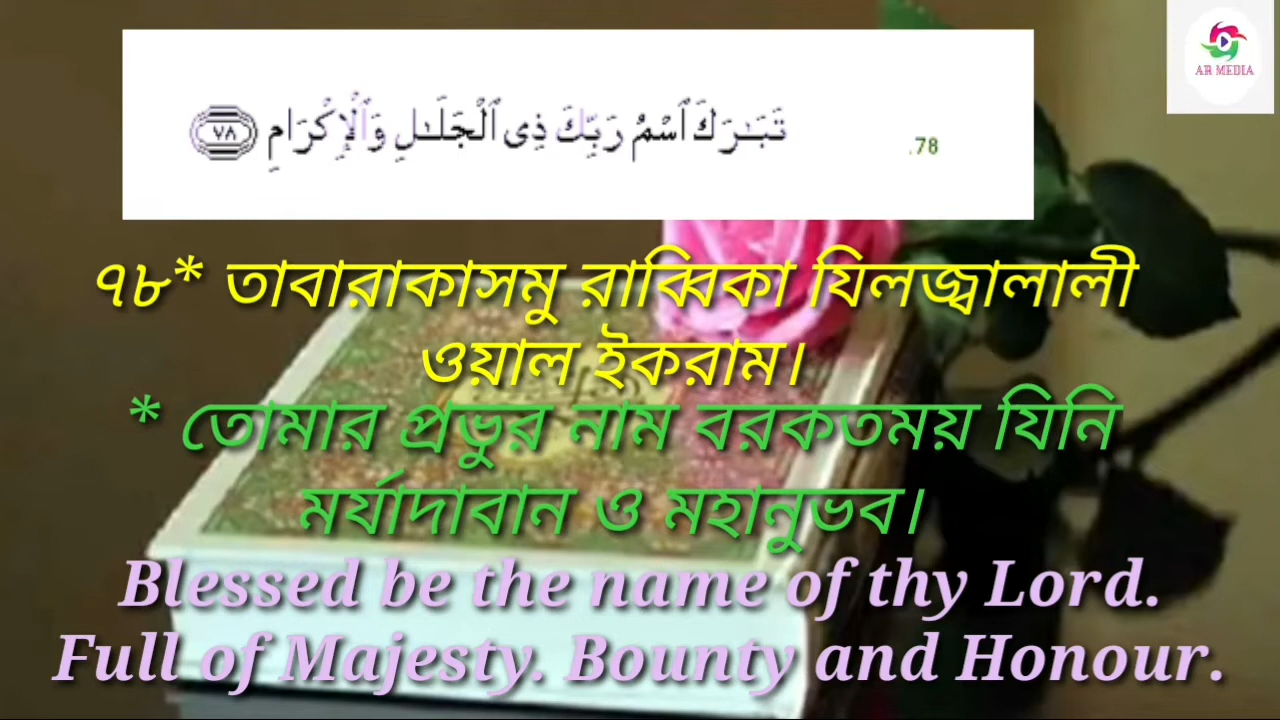 AR MEDIA
تَبَـٰرَكَ ٱسْمُ رَبِّكَ ذِى ٱلْجَلَـٰلِ وَٱلْإِكْرَامِ ٧٨
.78
৭৮* তাবারাকাসমু রাব্বিকা যিলজ্বালালী
ওয়াল ইকরাম।
* তোমার প্রভুর নাম বরকতময় যিনি
মর্যাদাবান ও মহানুভব।
Blessed be the name of thy Lord.
Full of Majesty. Bounty and Honour.